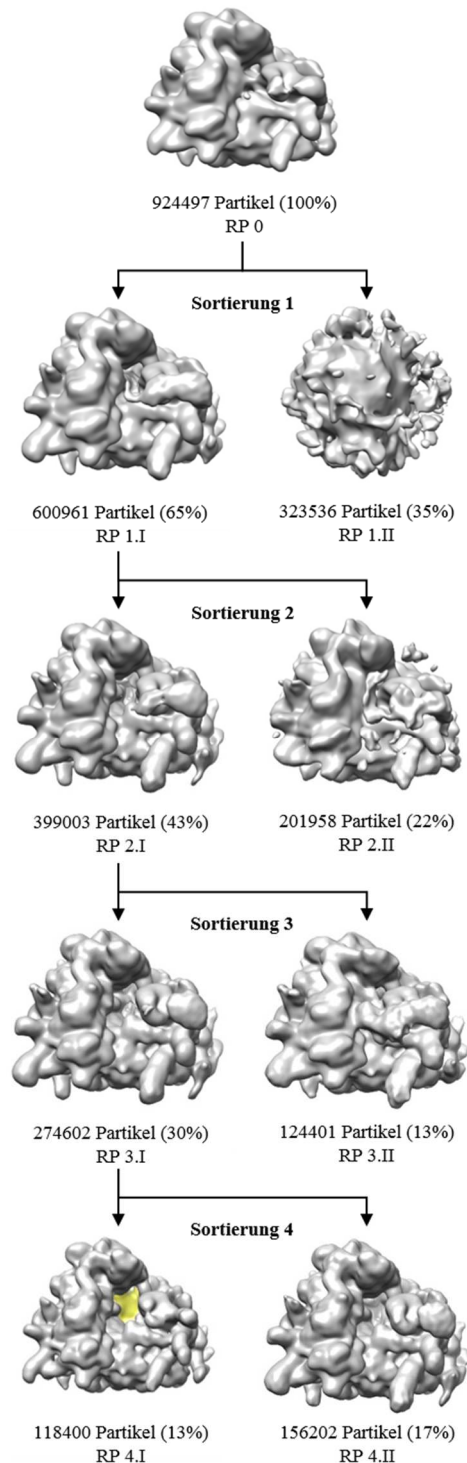 924497 Partikel (100%)
RP 0
Sortierung 1
600961 Partikel (65%)
RP 1.I
323536 Partikel (35%)
RP 1.II
Sortierung 2
399003 Partikel (43%)
RP 2.I
201958 Partikel (22%)
RP 2.II
Sortierung 3
274602 Partikel (30%)
RP 3.I
124401 Partikel (13%)
RP 3.II
Sortierung 4
118400 Partikel (13%)
RP 4.I
156202 Partikel (17%)
RP 4.II